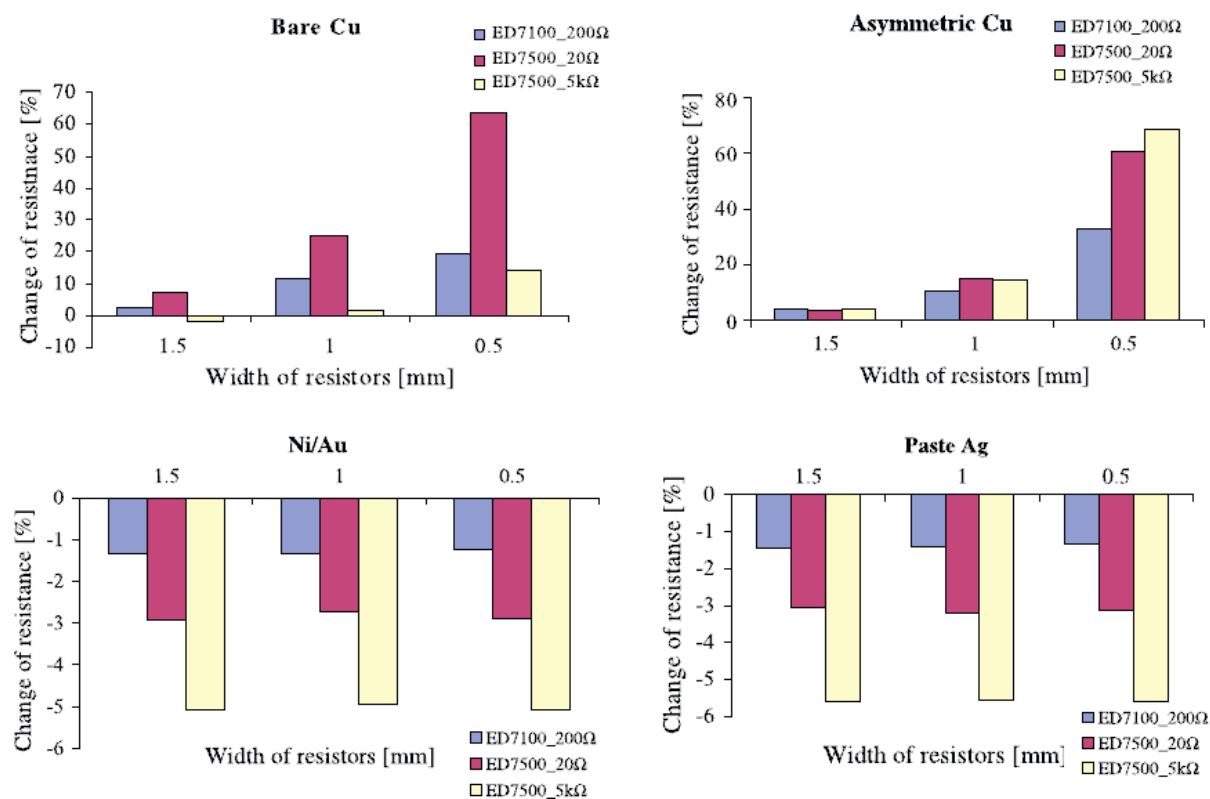 Bare Cu
ED7100_200Ω
ED7500_20Ω
ED7500_5kΩ
Change of resistnace [%]
70
60
50
40
30
20
10
0
-10
1.5 1 0.5
Width of resistors [mm]
Asymmetric Cu
ED7100_200Ω
ED7500_20Ω
ED7500_5kΩ
Change of resistance [%]
80
60
40
20
0
1.5 1 0.5
Width of resistors [mm]
Ni/Au
1.5 1 0.5
Change of resistance [%]
0
-1
-2
-3
-4
-5
-6
Width of resistors [mm]
ED7100_200Ω
ED7500_20Ω
ED7500_5kΩ
Paste Ag
1.5 1 0.5
Change of resistance [%]
0
-1
-2
-3
-4
-5
-6
Width of resistors [mm]
ED7100_200Ω
ED7500_20Ω
ED7500_5kΩ